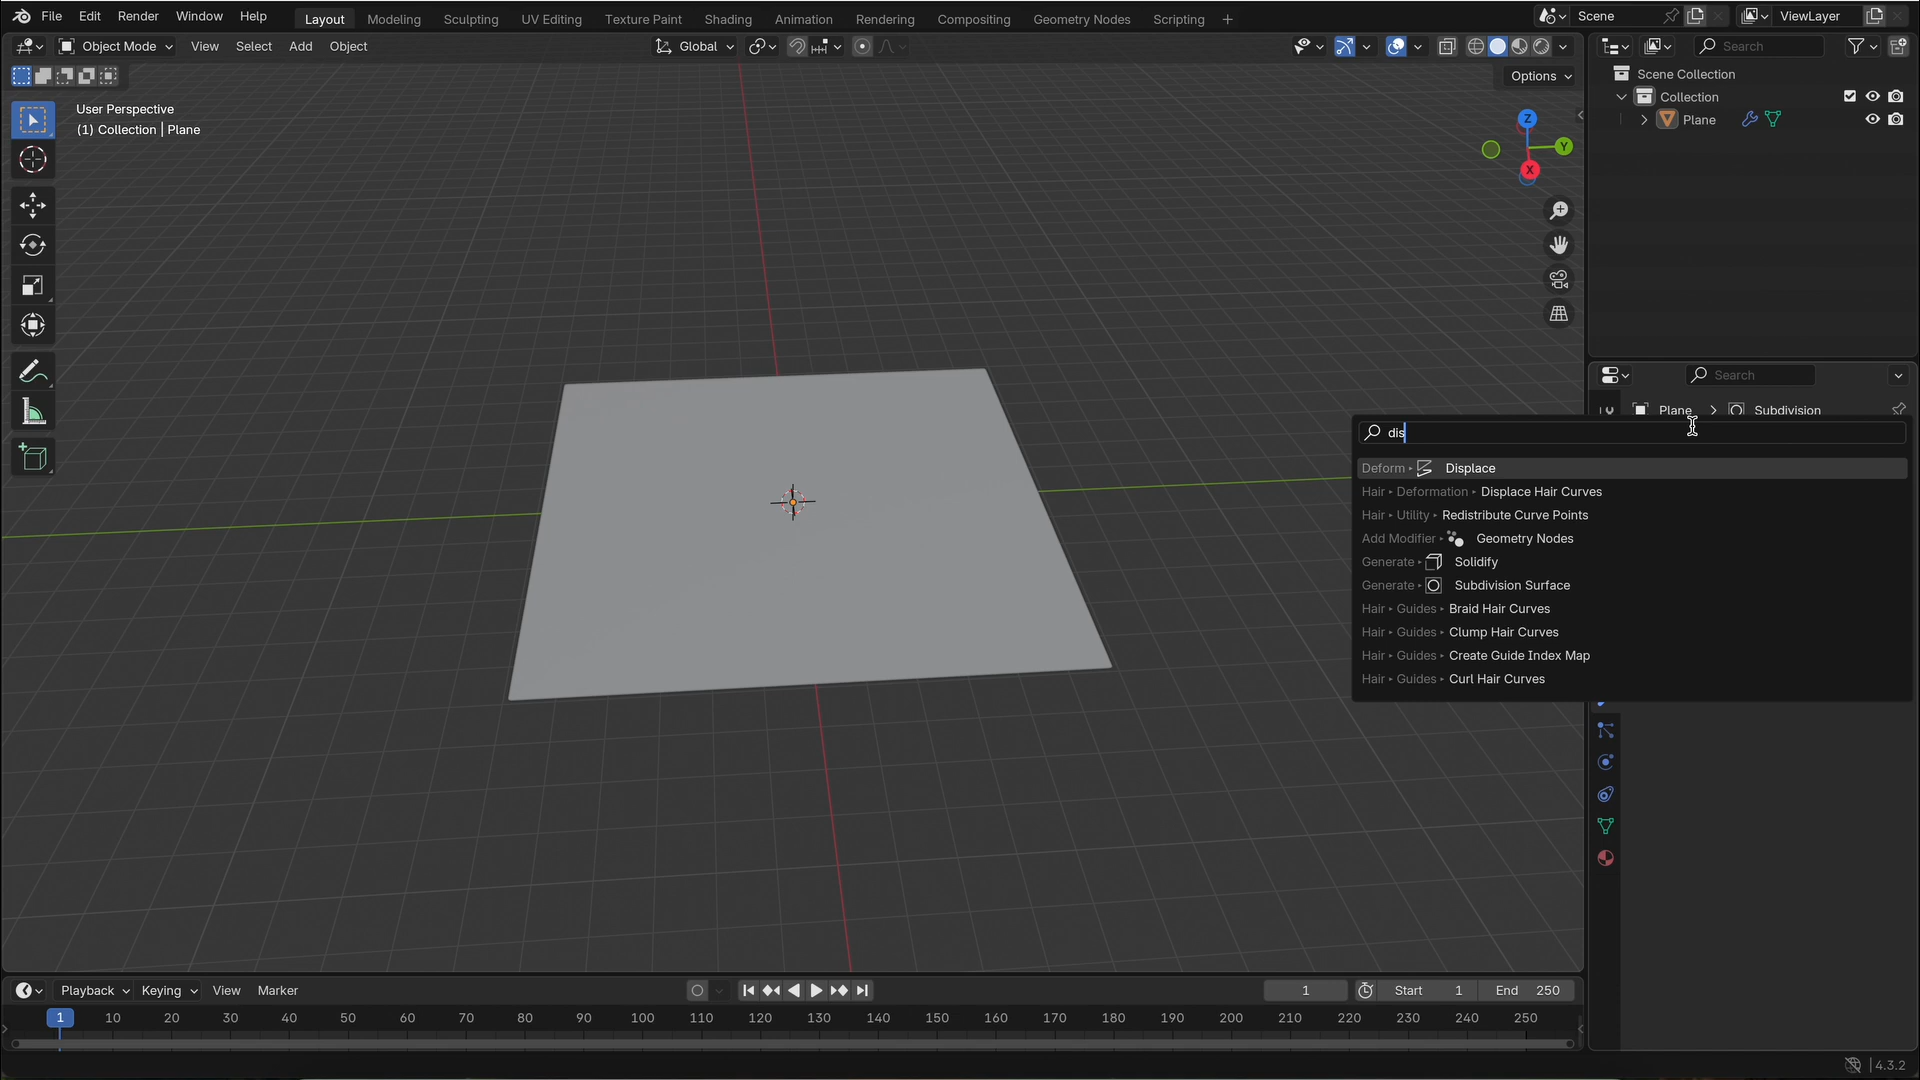 File Edit Render Window Help Layout Modeling Sculpting UV Editing Texture Paint Shading Animation Rendering Compositing Geometry Nodes Scripting + Scene ViewLayer
Object Mode View Select Add Object Global Search
Options
Scene Collection
Collection
Plane
User Perspective
(1) Collection | Plane
Z
Y
X
Search
Plane > Subdivision
dis
Deform ▸ Displace
Hair ▸ Deformation ▸ Displace Hair Curves
Hair ▸ Utility ▸ Redistribute Curve Points
Add Modifier ▸ Geometry Nodes
Generate ▸ Solidify
Generate ▸ Subdivision Surface
Hair ▸ Guides ▸ Braid Hair Curves
Hair ▸ Guides ▸ Clump Hair Curves
Hair ▸ Guides ▸ Create Guide Index Map
Hair ▸ Guides ▸ Curl Hair Curves
Playback Keying View Marker 1 Start 1 End 250
1 10 20 30 40 50 60 70 80 90 100 110 120 130 140 150 160 170 180 190 200 210 220 230 240 250
4.3.2